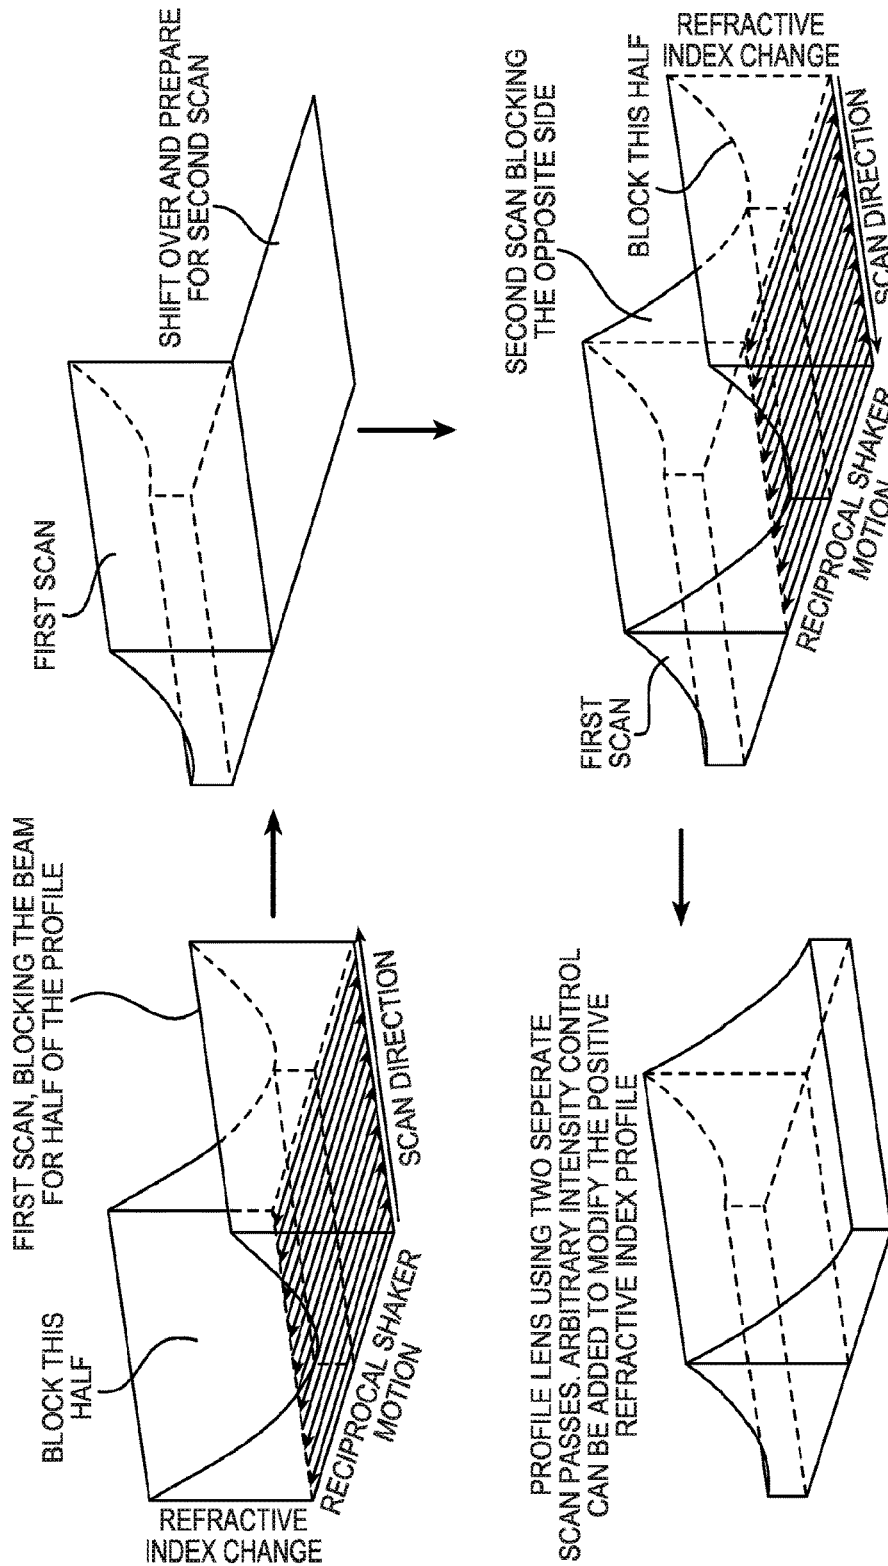 FIRST SCAN, BLOCKING THE BEAM
FOR HALF OF THE PROFILE
BLOCK THIS
HALF
REFRACTIVE
INDEX CHANGE
RECIPROCAL SHAKER
MOTION
SCAN DIRECTION
FIRST SCAN
SHIFT OVER AND PREPARE
FOR SECOND SCAN
PROFILE LENS USING TWO SEPERATE
SCAN PASSES. ARBITRARY INTENSITY CONTROL
CAN BE ADDED TO MODIFY THE POSITIVE
REFRACTIVE INDEX PROFILE
FIRST
SCAN
SECOND SCAN BLOCKING
THE OPPOSITE SIDE
BLOCK THIS HALF
REFRACTIVE
INDEX CHANGE
RECIPROCAL SHAKER
MOTION
SCAN DIRECTION